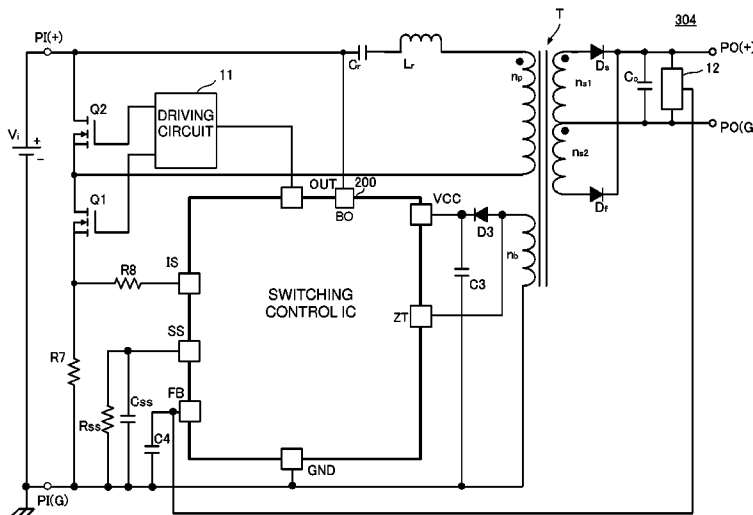 304
T
PI(+)
Cr
Lr
np
ns1
ns2
Ds
Df
Co
12
PO(+)
PO(G
11
Q2
DRIVING
CIRCUIT
Vi
+
-
Q1
OUT
200
BO
VCC
D3
nb
C3
IS
R8
SWITCHING
CONTROL IC
ZT
SS
R7
Rss
Css
FB
C4
GND
PI(G)